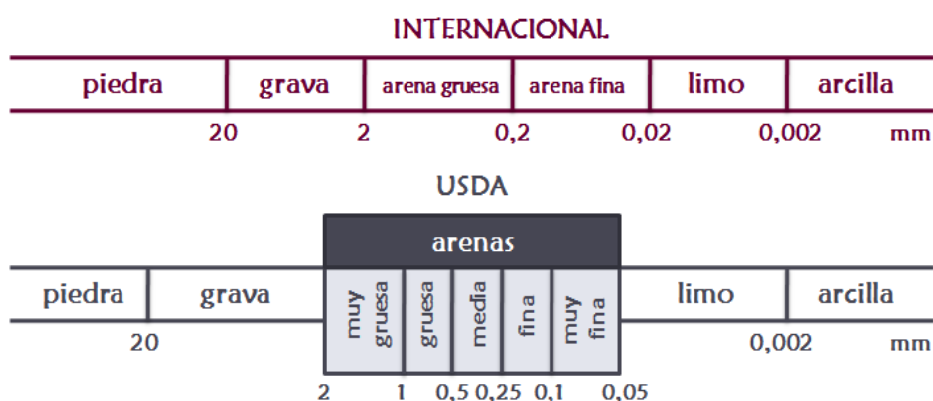 INTERNACIONAL
piedra grava arena gruesa arena fina limo arcilla
20 2 0,2 0,02 0,002 mm
USDA
arenas
piedra grava muy gruesa gruesa media fina muy fina limo arcilla
20 0,002 mm
2 1 0,5 0,25 0,1 0,05